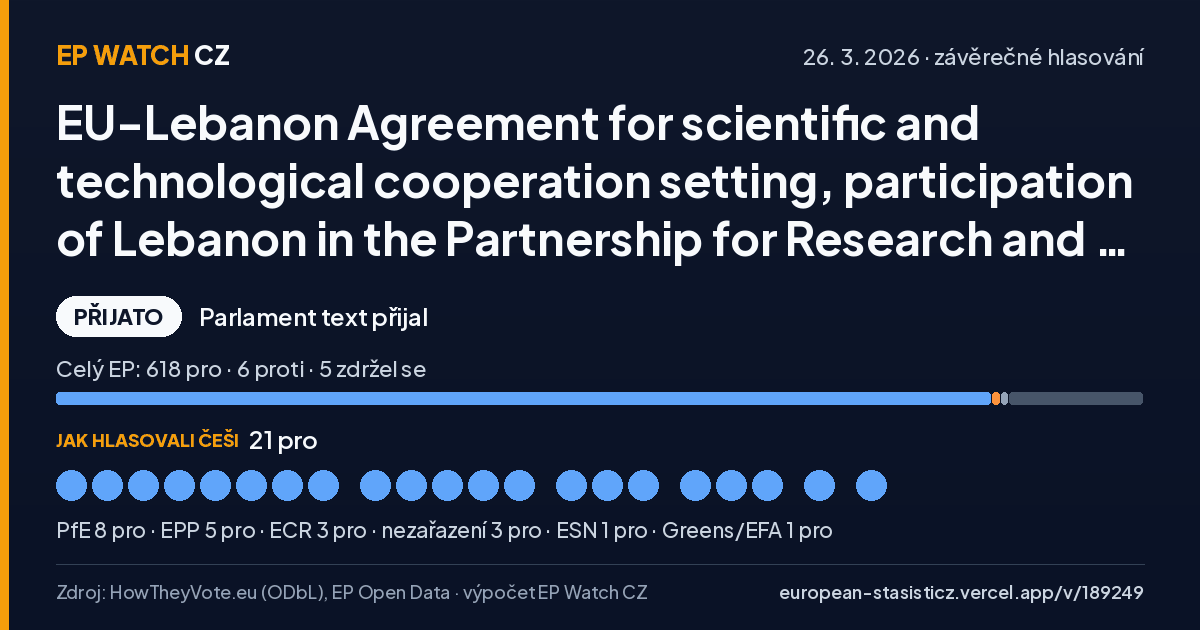 EP WATCH CZ
26. 3. 2026 · závěrečné hlasování
EU–Lebanon Agreement for scientific and
technological cooperation setting, participation
of Lebanon in the Partnership for Research and ...
PŘIJATO Parlament text přijal
Celý EP: 618 pro · 6 proti · 5 zdržel se
JAK HLASOVALI ČEŠI 21 pro
PfE 8 pro · EPP 5 pro · ECR 3 pro · nezařazení 3 pro · ESN 1 pro · Greens/EFA 1 pro
Zdroj: HowTheyVote.eu (ODbL), EP Open Data · výpočet EP Watch CZ
european-stasisticz.vercel.app/v/189249